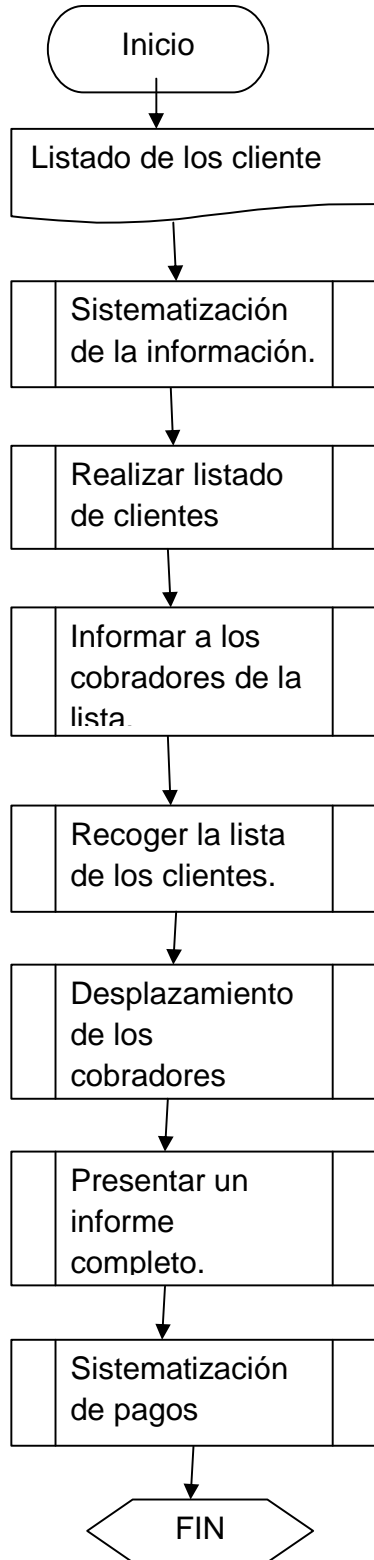 Inicio
Listado de los cliente
Sistematización
de la información.
Realizar listado
de clientes
Informar a los
cobradores de la
lista.
Recoger la lista
de los clientes.
Desplazamiento
de los
cobradores
Presentar un
informe
completo.
Sistematización
de pagos
FIN